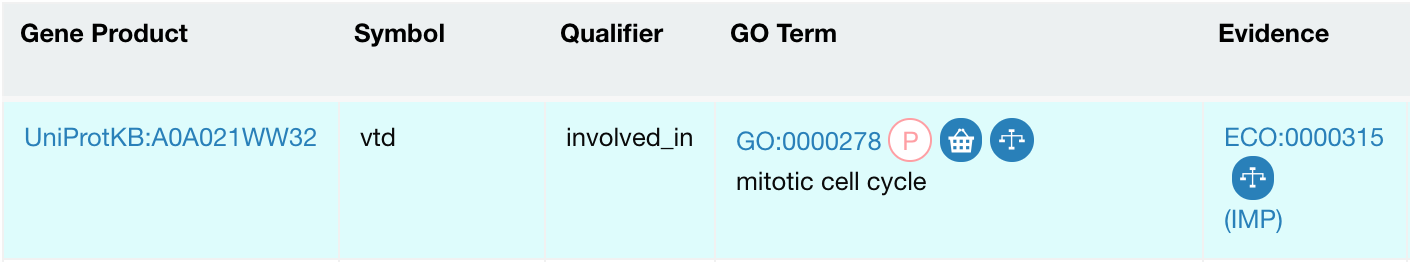 Gene Product Symbol Qualifier GO Term Evidence
UniProtKB:A0A021WW32 vtd involved_in GO:0000278 P ECO:0000315
mitotic cell cycle
(IMP)